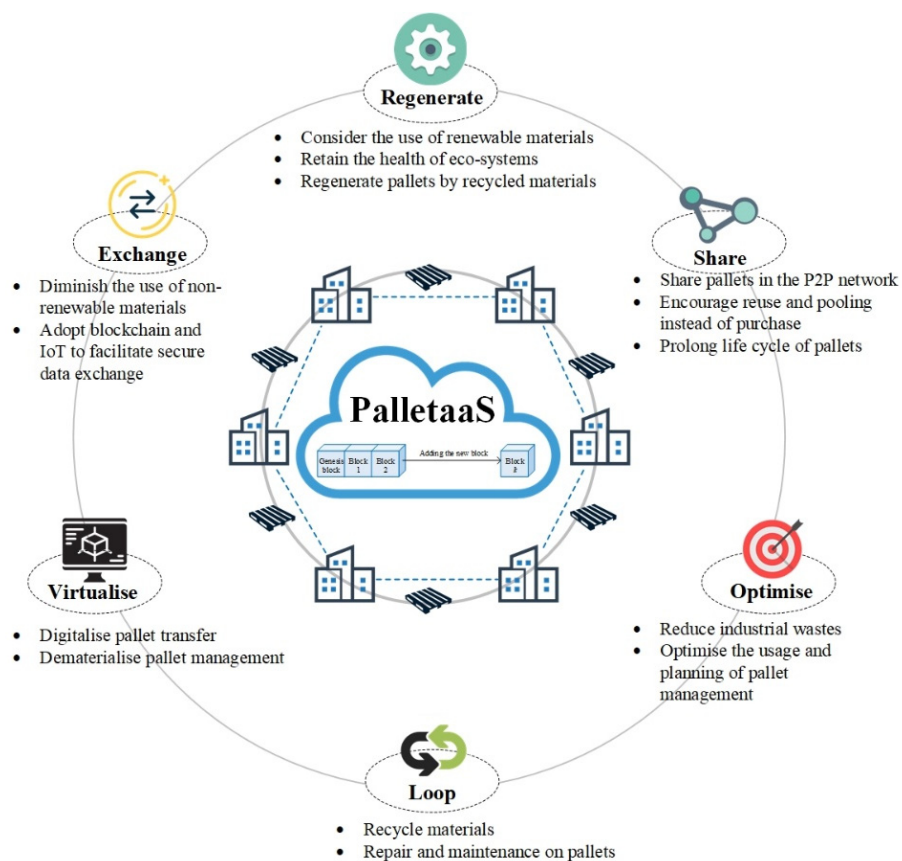 Regenerate
• Consider the use of renewable materials
• Retain the health of eco-systems
• Regenerate pallets by recycled materials
Exchange
• Diminish the use of non-
renewable materials
• Adopt blockchain and
IoT to facilitate secure
data exchange
Share
• Share pallets in the P2P network
• Encourage reuse and pooling
instead of purchase
• Prolong life cycle of pallets
PalletaaS
Genesis
block
Block
1
Block
2
Adding the new block
Block
Virtualise
• Digitalise pallet transfer
• Dematerialise pallet management
Optimise
• Reduce industrial wastes
• Optimise the usage and
planning of pallet
management
Loop
• Recycle materials
• Repair and maintenance on pallets